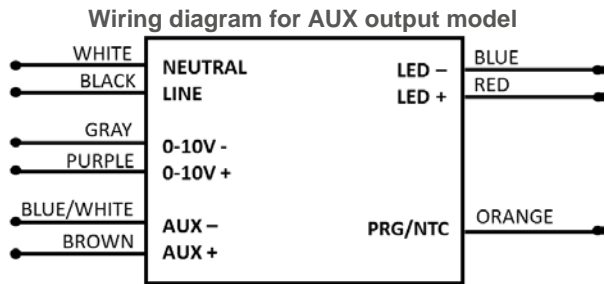 Wiring diagram for AUX output model
WHITE
NEUTRAL
LED –
BLUE
BLACK
LINE
LED +
RED
GRAY
0-10V -
PURPLE
0-10V +
BLUE/WHITE
AUX –
PRG/NTC
ORANGE
BROWN
AUX +